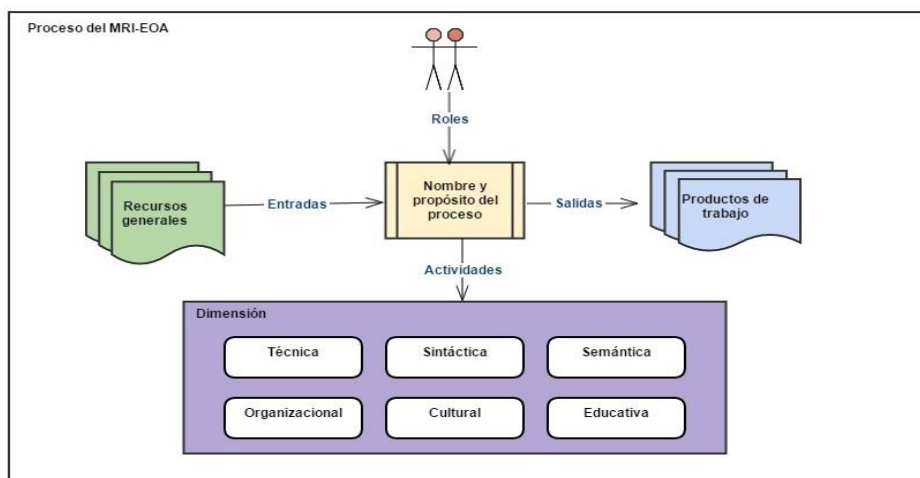 Proceso del MRI-EOA
Roles
Recursos
generales
Entradas
Nombre y
propósito del
proceso
Salidas
Productos de
trabajo
Actividades
Dimensión
Técnica
Sintáctica
Semántica
Organizacional
Cultural
Educativa